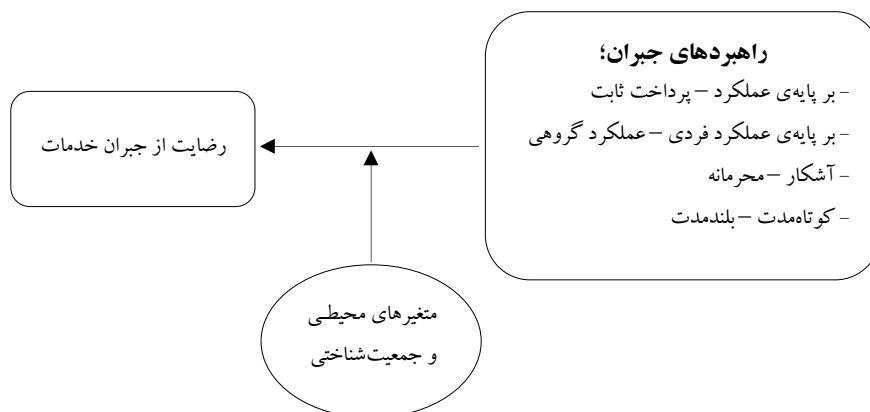 راهبردهای جبران؛
- بر پایه‌ی عملکرد – پرداخت ثابت
- بر پایه‌ی عملکرد فردی – عملکرد گروهی
- آشکار – محرمانه
- کوتاه‌مدت – بلندمدت
رضایت از جبران خدمات
متغیرهای محیطی
و جمعیت‌شناختی